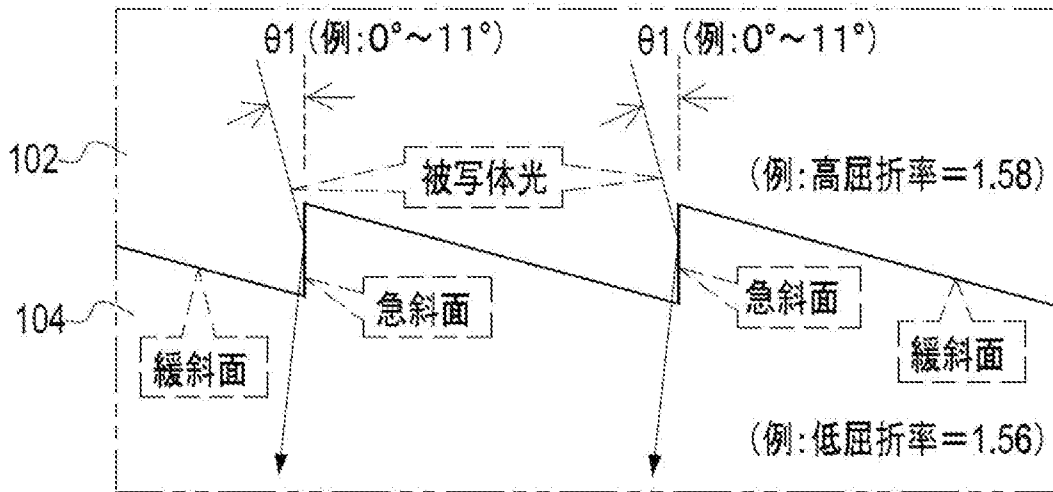 θ1(例:0°~11°)
θ1(例:0°~11°)
102
被写体光
(例:高屈折率=1.58)
急斜面
急斜面
104
緩斜面
緩斜面
(例:低屈折率=1.56)